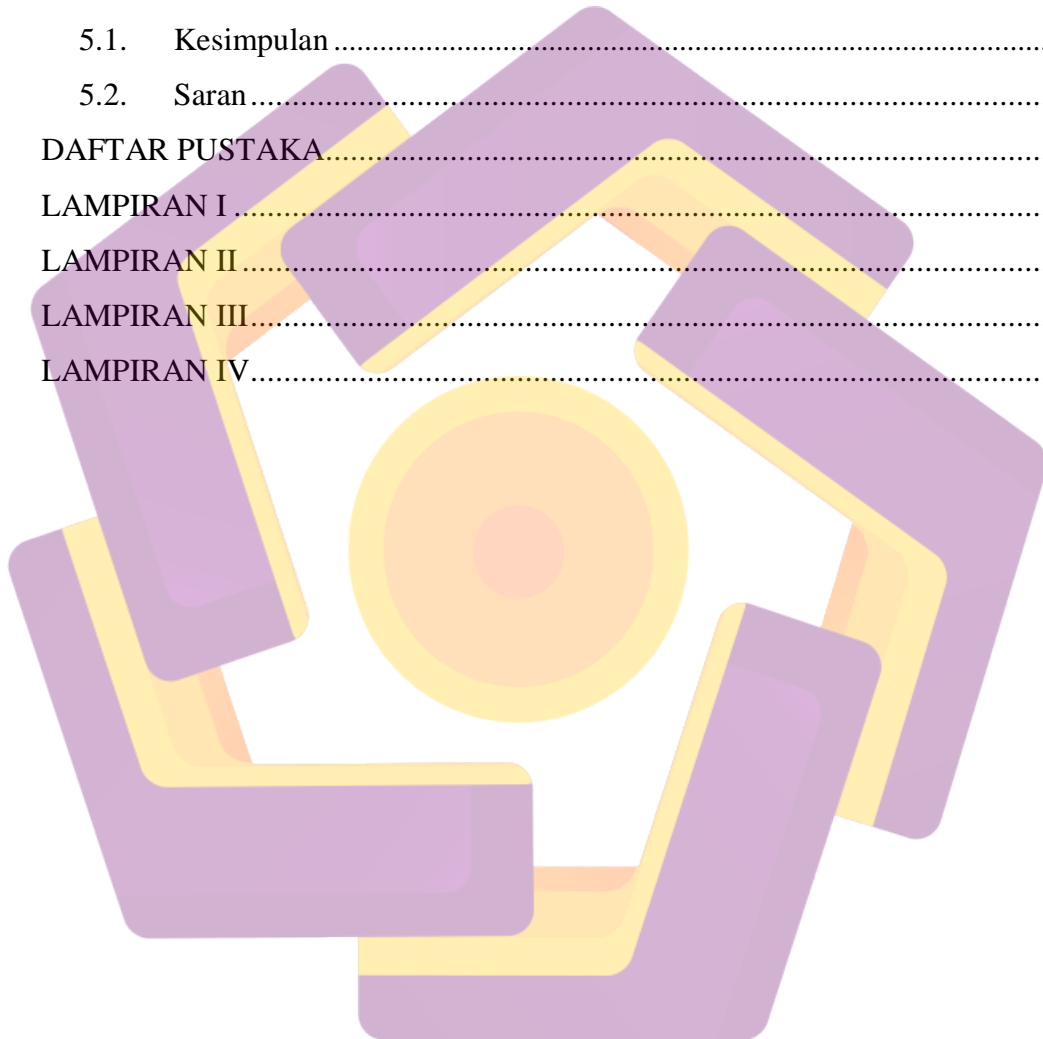 5.1. Kesimpulan ........................................................................................
5.2. Saran ...................................................................................................
DAFTAR PUSTAKA.........................................................................................
LAMPIRAN I .....................................................................................................
LAMPIRAN II ....................................................................................................
LAMPIRAN III...................................................................................................
LAMPIRAN IV...................................................................................................